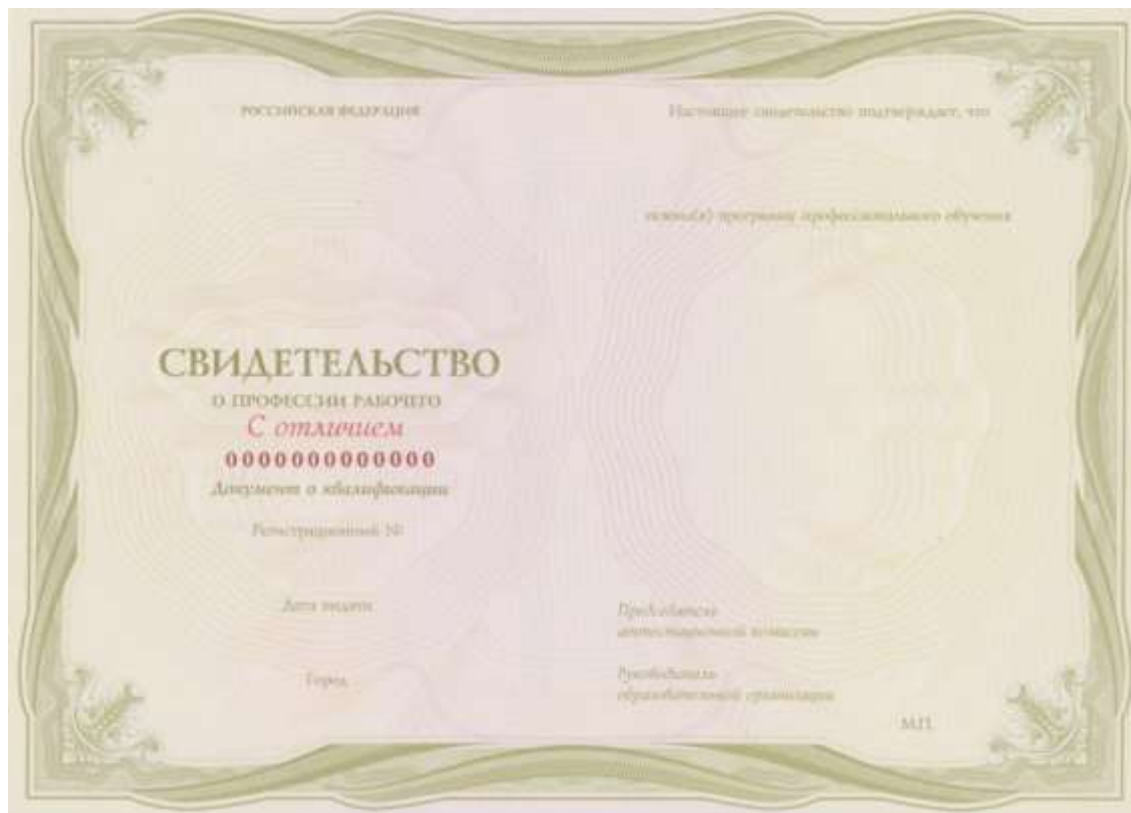 РОССИЙСКАЯ ФЕДЕРАЦИЯ
СВИДЕТЕЛЬСТВО
О ПРОФЕССИИ РАБОЧЕГО
С отличием
0000000000000
Документ о квалификации
Регистрационный №
Дата выдачи
Город
Настоящее свидетельство подтверждает, что
освоил(а) программу профессионального обучения
Председатель
аттестационной комиссии
Руководитель
образовательной организации
М.П.